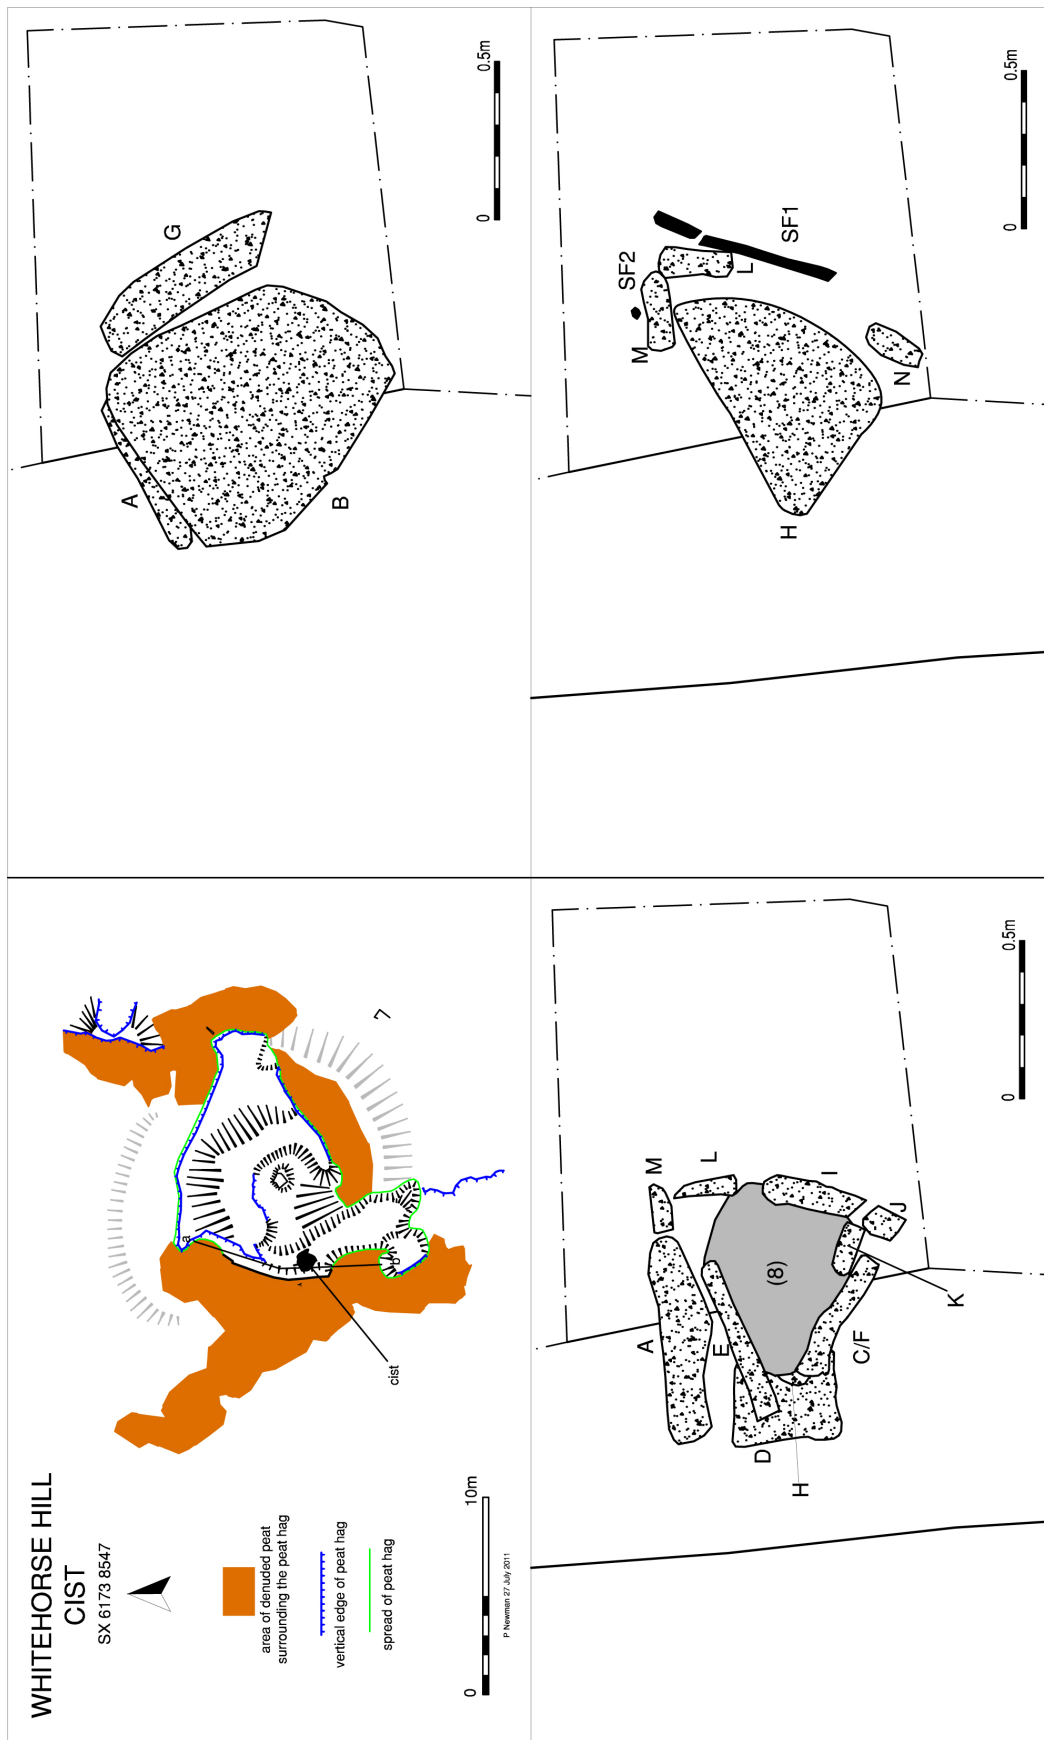 WHITEHORSE HILL
CIST
SX 6173 8547
area of denuded peat
surrounding the peat hag
vertical edge of peat hag
spread of peat hag
0
10m
P Newman 27 July 2011
cist
a
b
A
B
G
0
0.5m
A
M
L
E
I
D
(8)
J
H
C/F
K
0
0.5m
SF2
M
L
SF1
H
N
0
0.5m